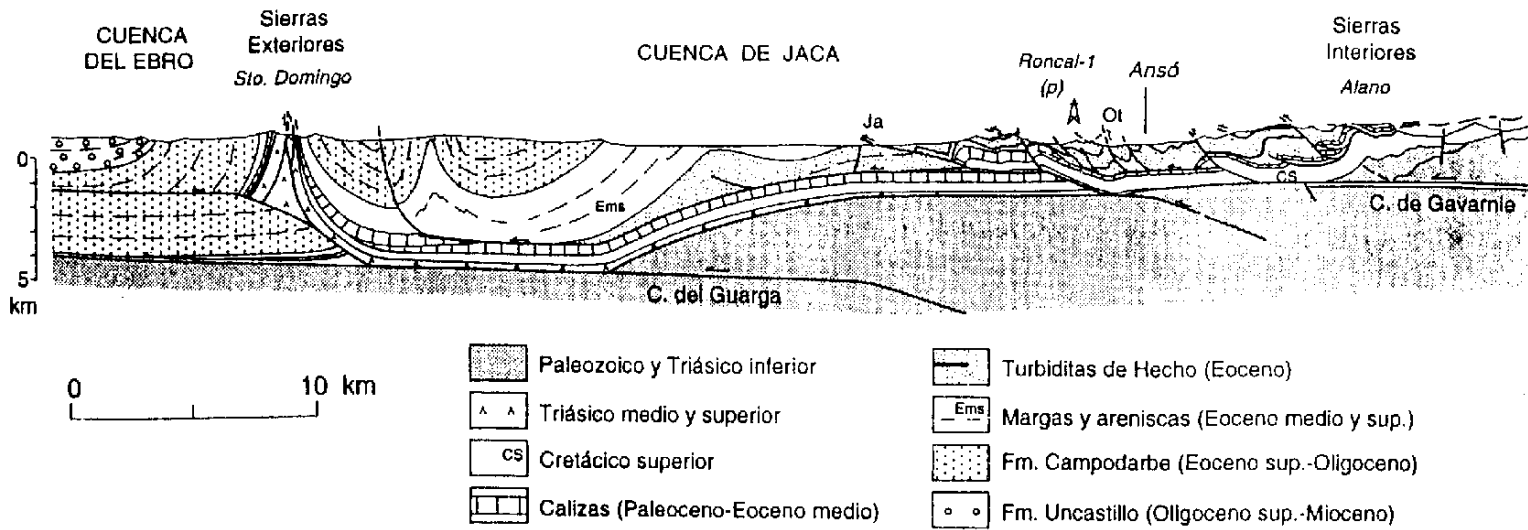 CUENCA
DEL EBRO
Sierras
Exteriores
Sto. Domingo
CUENCA DE JACA
Roncal-1
(p)
Ansó
Sierras
Interiores
Alano
Ja
Ot
0
5
km
Ems
CS
C. de Gavarnie
C. del Guarga
0 10 km
Paleozoico y Triásico inferior
Triásico medio y superior
CS Cretácico superior
Calizas (Paleoceno-Eoceno medio)
Turbiditas de Hecho (Eoceno)
Ems Margas y areniscas (Eoceno medio y sup.)
Fm. Campodarbe (Eoceno sup.-Oligoceno)
Fm. Uncastillo (Oligoceno sup.-Mioceno)